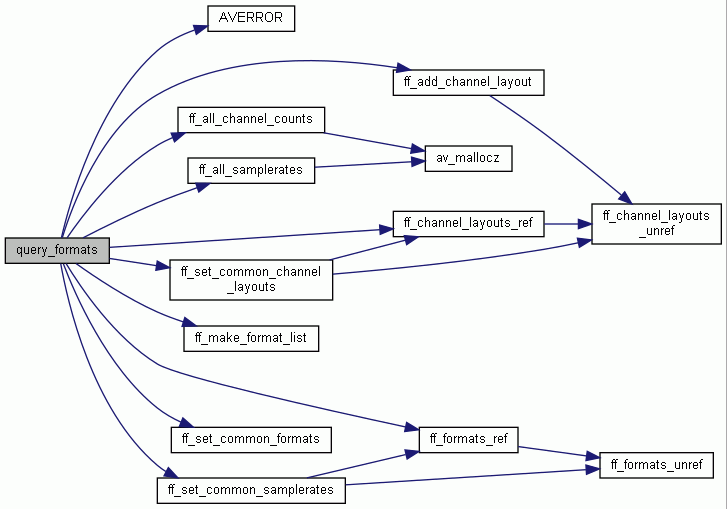 AVERROR
ff_add_channel_layout
ff_all_channel_counts
av_mallocz
ff_all_samplerates
ff_channel_layouts_ref
ff_channel_layouts
_unref
query_formats
ff_set_common_channel
_layouts
ff_make_format_list
ff_set_common_formats
ff_formats_ref
ff_formats_unref
ff_set_common_samplerates